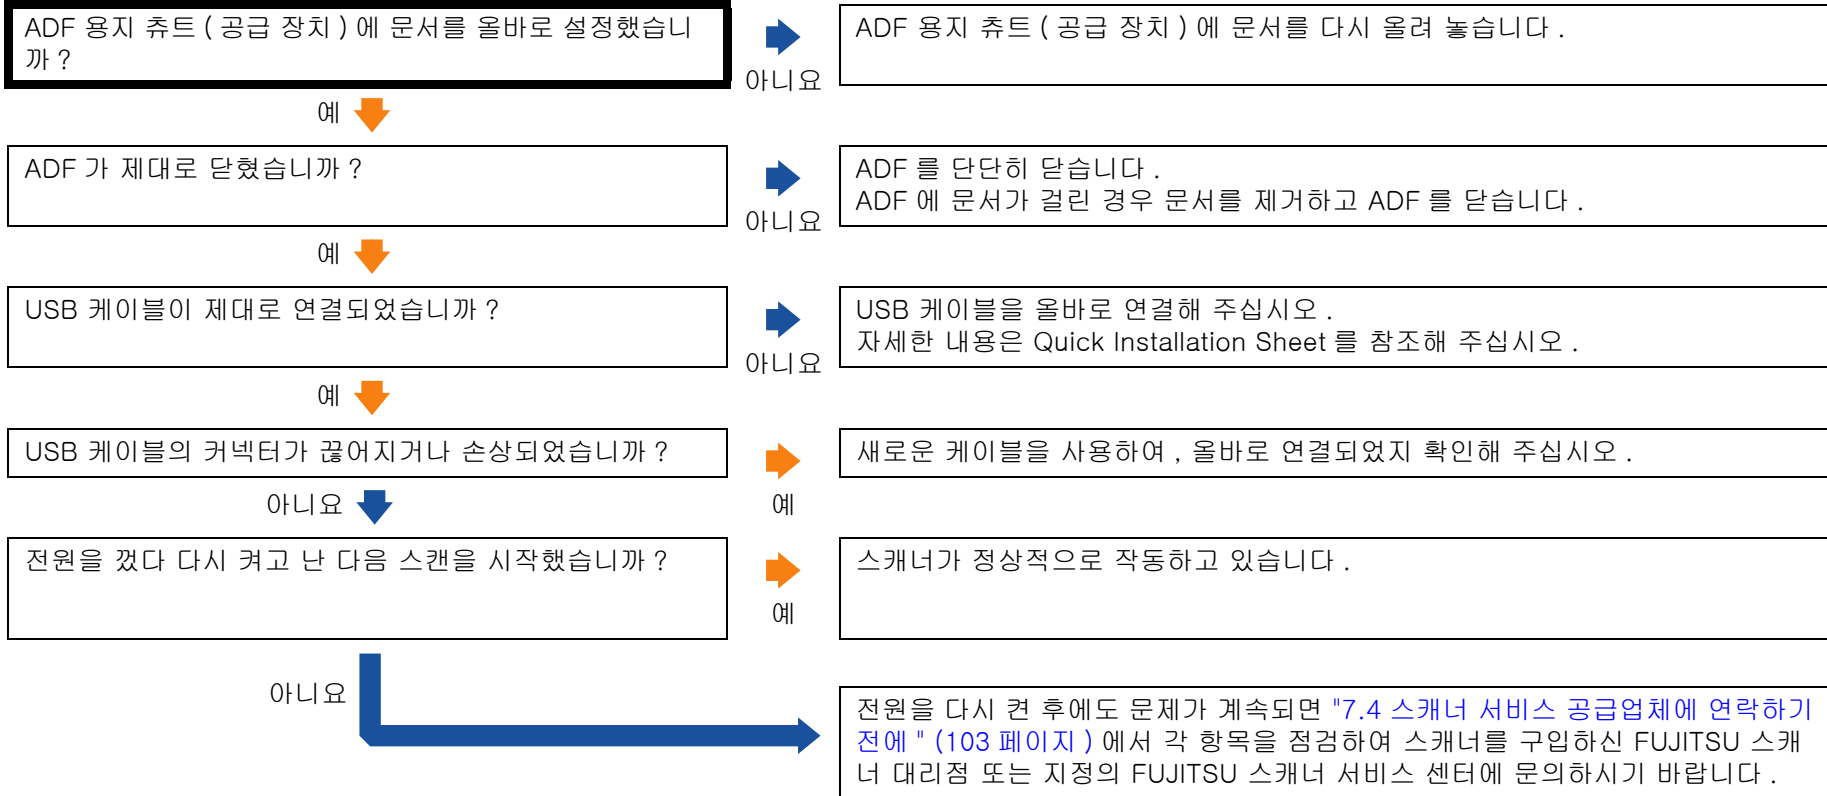 ADF 용지 츄트 ( 공급 장치 ) 에 문서를 올바로 설정했습니
까 ?
아니요
ADF 용지 츄트 ( 공급 장치 ) 에 문서를 다시 올려 놓습니다 .
예
ADF 가 제대로 닫혔습니까 ?
아니요
ADF 를 단단히 닫습니다 .
ADF 에 문서가 걸린 경우 문서를 제거하고 ADF 를 닫습니다 .
예
USB 케이블이 제대로 연결되었습니까 ?
아니요
USB 케이블을 올바로 연결해 주십시오 .
자세한 내용은 Quick Installation Sheet 를 참조해 주십시오 .
예
USB 케이블의 커넥터가 끊어지거나 손상되었습니까 ?
예
새로운 케이블을 사용하여 , 올바로 연결되었지 확인해 주십시오 .
아니요
전원을 껐다 다시 켜고 난 다음 스캔을 시작했습니까 ?
예
스캐너가 정상적으로 작동하고 있습니다 .
아니요
전원을 다시 켠 후에도 문제가 계속되면 "7.4 스캐너 서비스 공급업체에 연락하기
전에 " (103 페이지 ) 에서 각 항목을 점검하여 스캐너를 구입하신 FUJITSU 스캐
너 대리점 또는 지정의 FUJITSU 스캐너 서비스 센터에 문의하시기 바랍니다 .